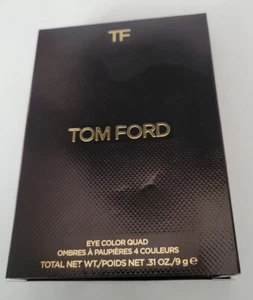 TF
TOM FORD
EYE COLOR QUAD
OMBRES À PAUPIÈRES 4 COULEURS
TOTAL NET WT./POIDS NET .31 OZ./9 g ℮